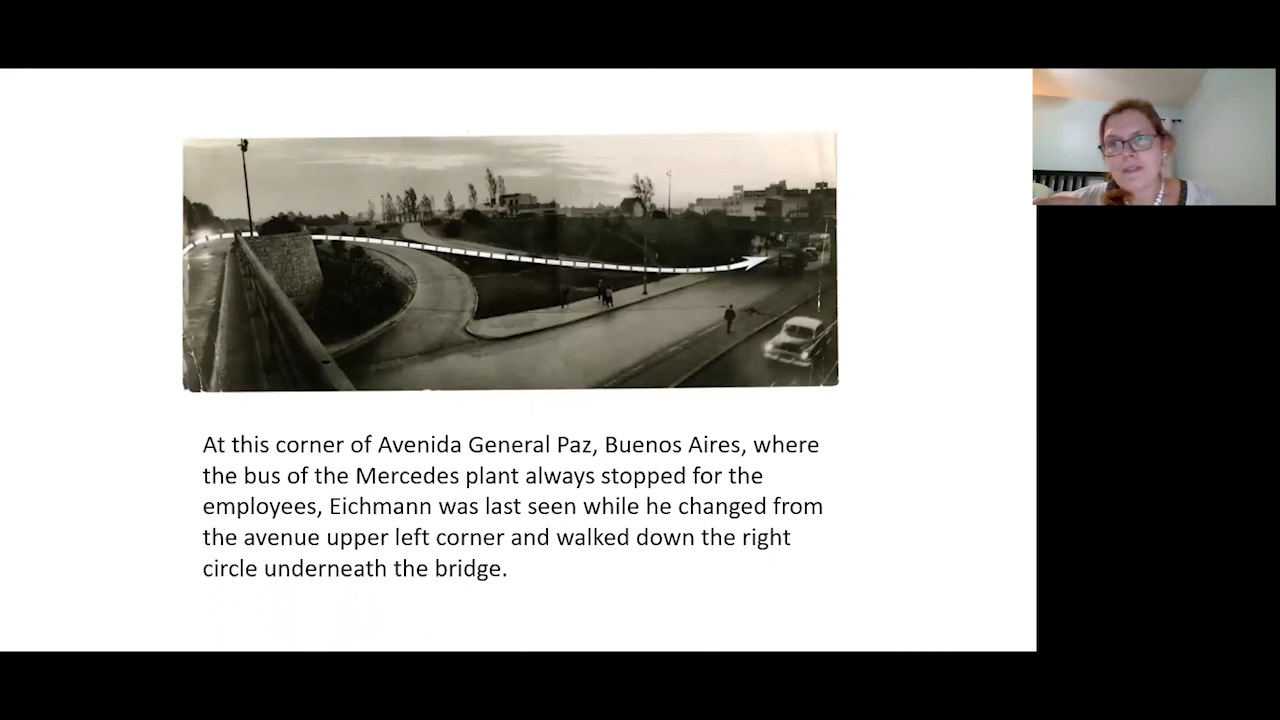 At this corner of Avenida General Paz, Buenos Aires, where
the bus of the Mercedes plant always stopped for the
employees, Eichmann was last seen while he changed from
the avenue upper left corner and walked down the right
circle underneath the bridge.